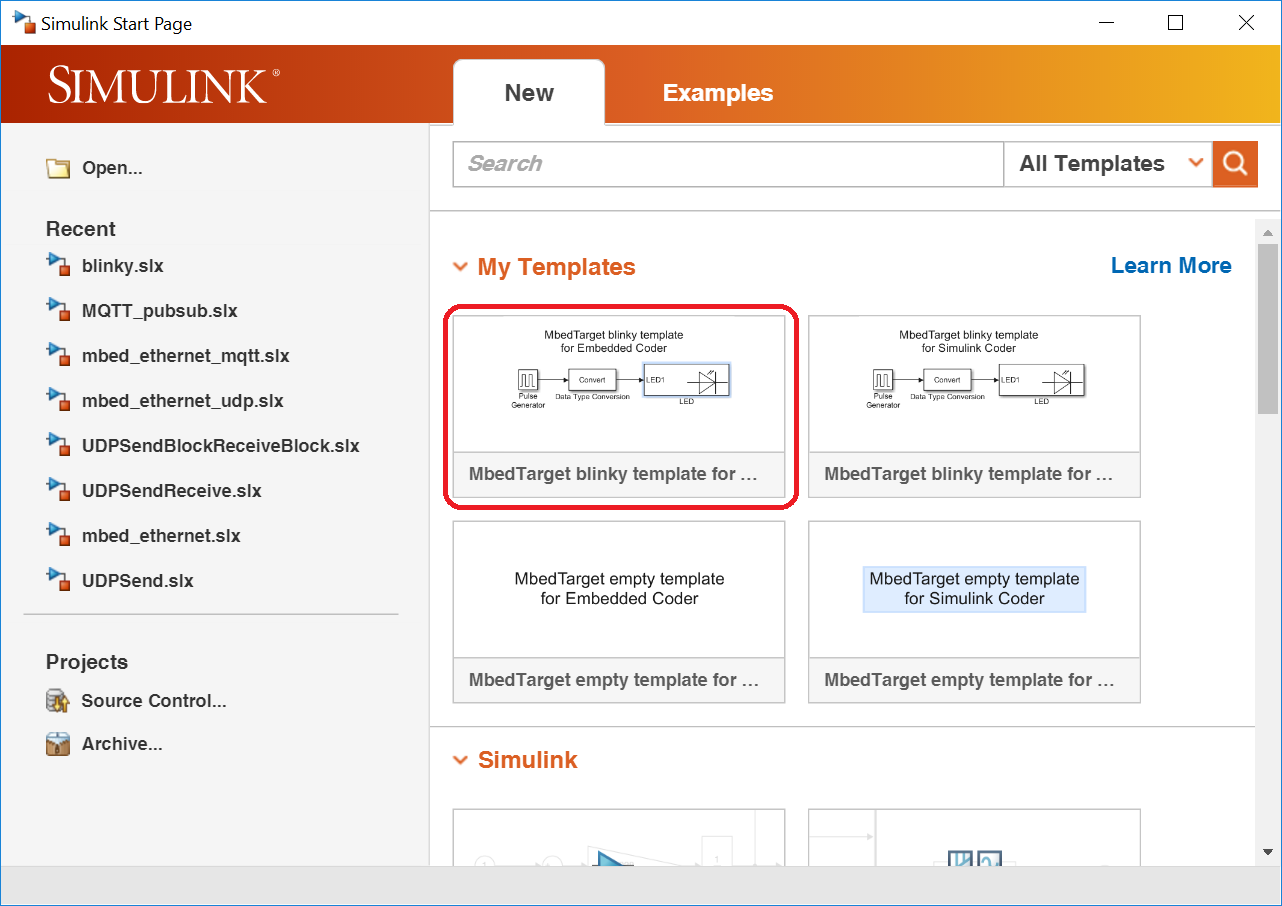 Simulink Start Page
SIMULINK®
New
Examples
Open...
Recent
blinky.slx
MQTT_pubsub.slx
mbed_ethernet_mqtt.slx
mbed_ethernet_udp.slx
UDPSendBlockReceiveBlock.slx
UDPSendReceive.slx
mbed_ethernet.slx
UDPSend.slx
Projects
Source Control...
Archive...
Search
All Templates
My Templates
Learn More
MbedTarget blinky template
for Embedded Coder
Pulse
Generator
Convert
Data Type Conversion
LED1
LED
MbedTarget blinky template for ...
MbedTarget blinky template
for Simulink Coder
Pulse
Generator
Convert
Data Type Conversion
LED1
LED
MbedTarget blinky template for ...
MbedTarget empty template
for Embedded Coder
MbedTarget empty template for ...
MbedTarget empty template
for Simulink Coder
MbedTarget empty template for ...
Simulink